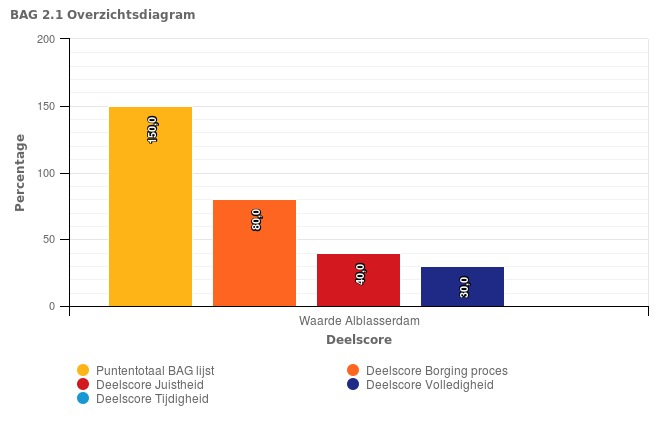 BAG 2.1 Overzichtsdiagram
200
150
100
50
0
Percentage
150,0
80,0
40,0
30,0
Waarde Alblasserdam
Deelscore
Puntentotaal BAG lijst
Deelscore Borging proces
Deelscore Juistheid
Deelscore Volledigheid
Deelscore Tijdigheid